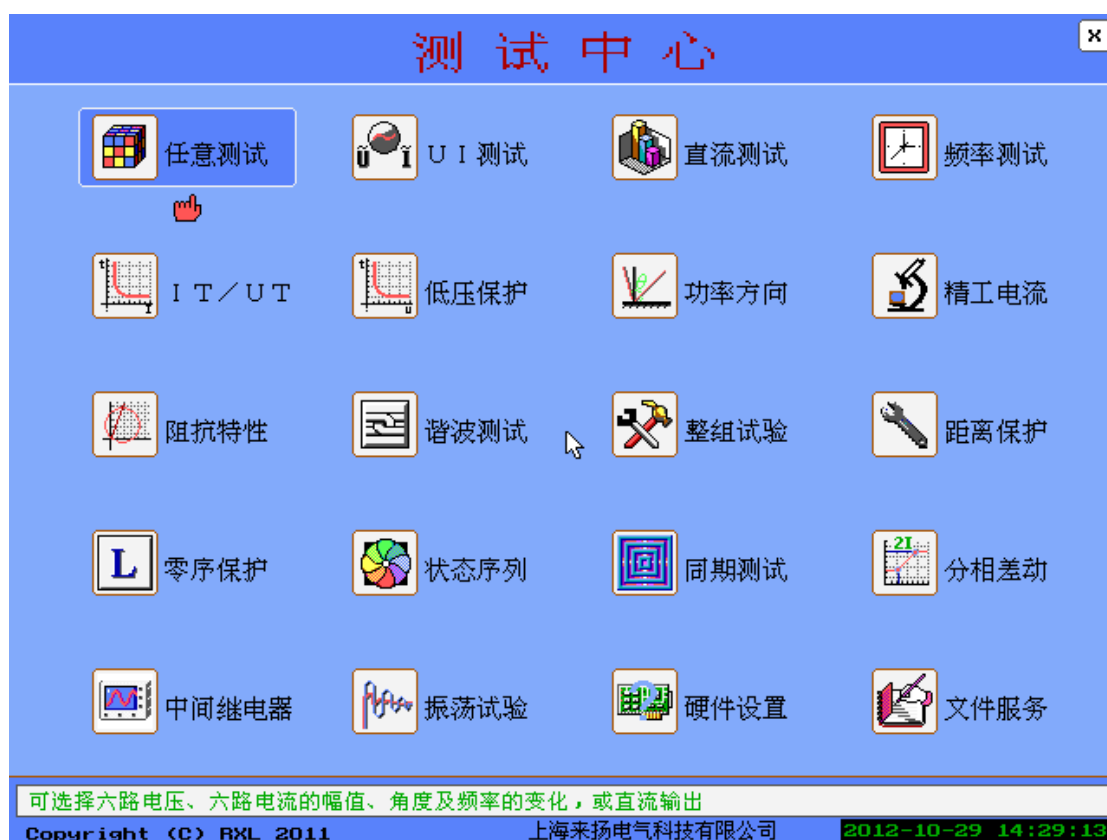 测试中心
任意测试 UI测试 直流测试 频率测试
IT/UT 低压保护 功率方向 精工电流
阻抗特性 谐波测试 整组试验 距离保护
L 零序保护 状态序列 同期测试 2I 分相差动
中间继电器 振荡试验 硬件设置 文件服务
可选择六路电压、六路电流的幅值、角度及频率的变化，或直流输出
Copyright (C) RXL 2011 上海来扬电气科技有限公司 2012-10-29 14:29:13